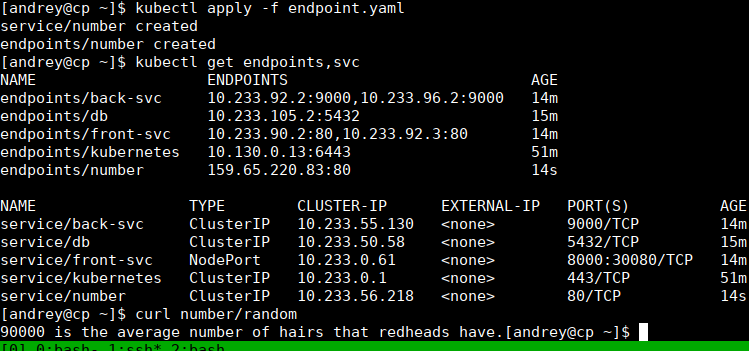 [andrey@cp ~]$ kubectl apply -f endpoint.yaml
service/number created
endpoints/number created
[andrey@cp ~]$ kubectl get endpoints,svc
NAME ENDPOINTS AGE
endpoints/back-svc 10.233.92.2:9000,10.233.96.2:9000 14m
endpoints/db 10.233.105.2:5432 15m
endpoints/front-svc 10.233.90.2:80,10.233.92.3:80 14m
endpoints/kubernetes 10.130.0.13:6443 51m
endpoints/number 159.65.220.83:80 14s
NAME TYPE CLUSTER-IP EXTERNAL-IP PORT(S) AGE
service/back-svc ClusterIP 10.233.55.130 <none> 9000/TCP 14m
service/db ClusterIP 10.233.50.58 <none> 5432/TCP 15m
service/front-svc NodePort 10.233.0.61 <none> 8000:30080/TCP 14m
service/kubernetes ClusterIP 10.233.0.1 <none> 443/TCP 51m
service/number ClusterIP 10.233.56.218 <none> 80/TCP 14s
[andrey@cp ~]$ curl number/random
90000 is the average number of hairs that redheads have.[andrey@cp ~]$
[0] 0:bash- 1:ssh* 2:bash